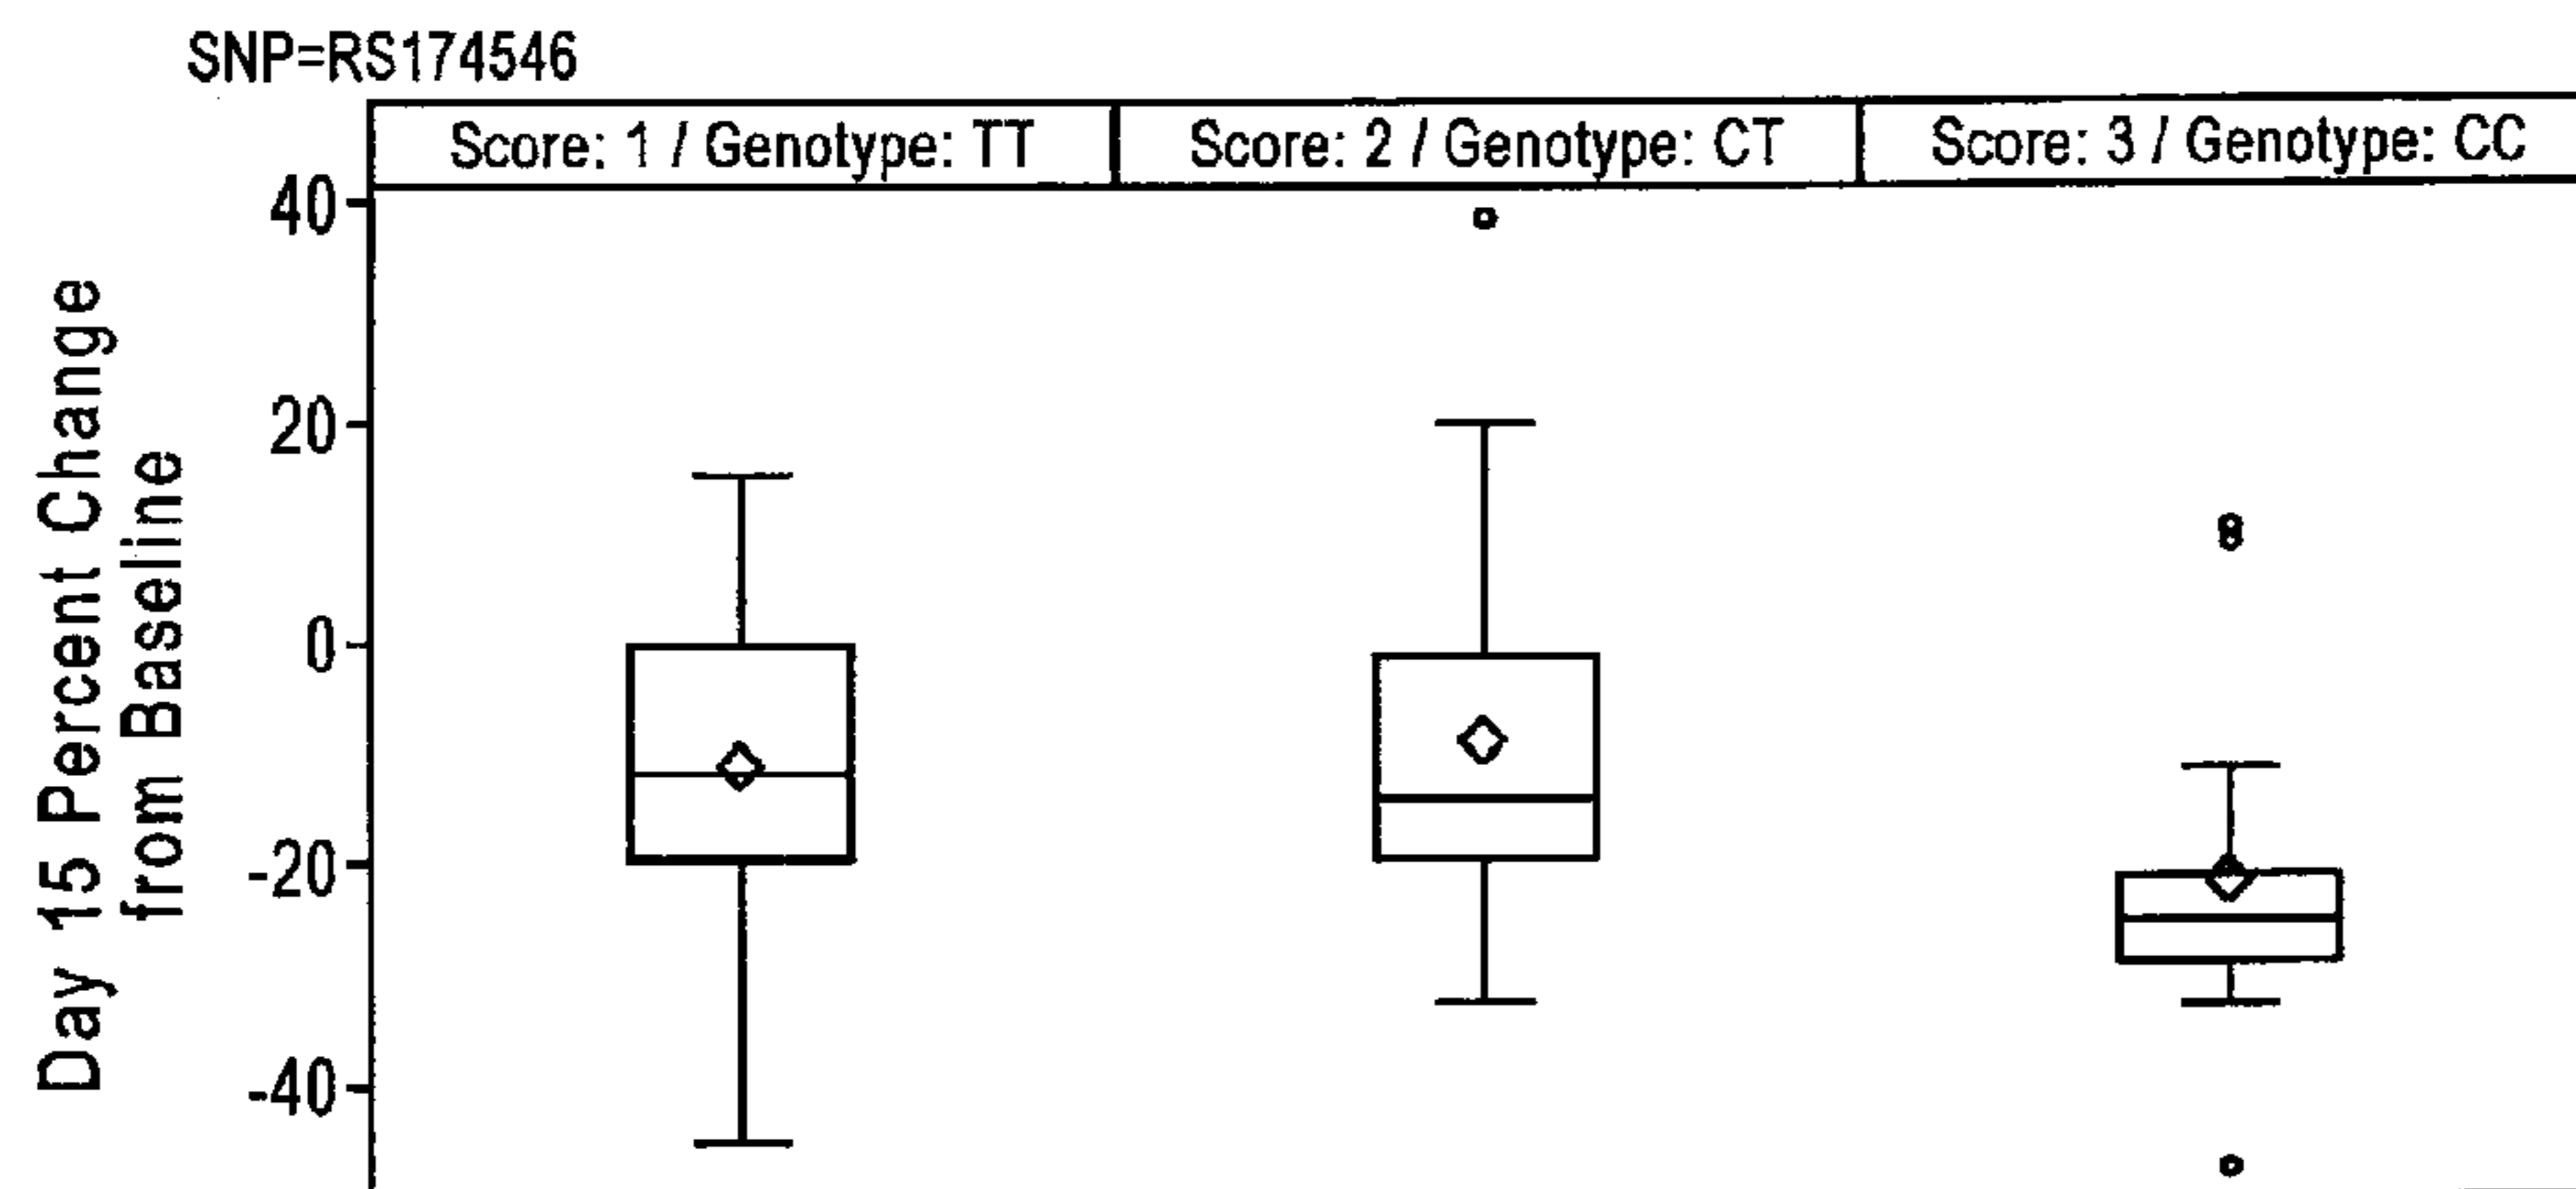 SNP=RS174546
Score: 1 / Genotype: TT
Score: 2 / Genotype: CT
Score: 3 / Genotype: CC
Day 15 Percent Change
from Baseline
40
20
0
-20
-40